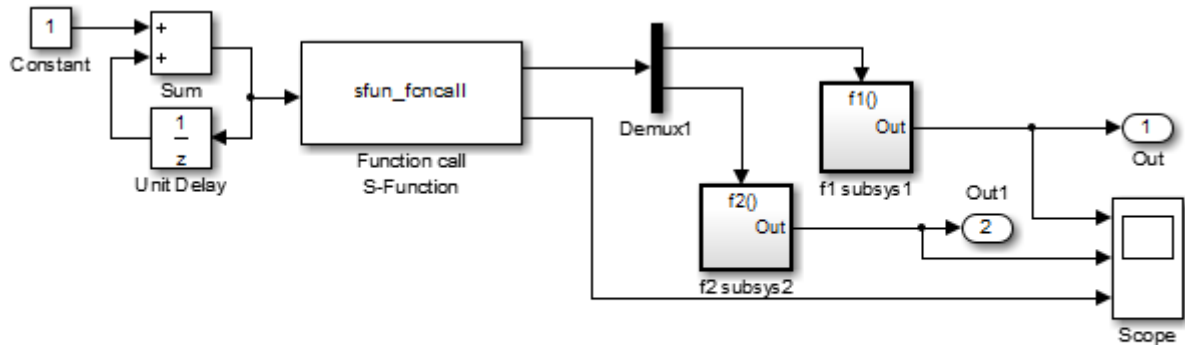 1
Constant
+
+
Sum
1
z
Unit Delay
sfun_fcncall
Function call
S-Function
Demux1
f1()
Out
f1 subsys1
f2()
Out
f2 subsys2
1
Out
Out1
2
Scope